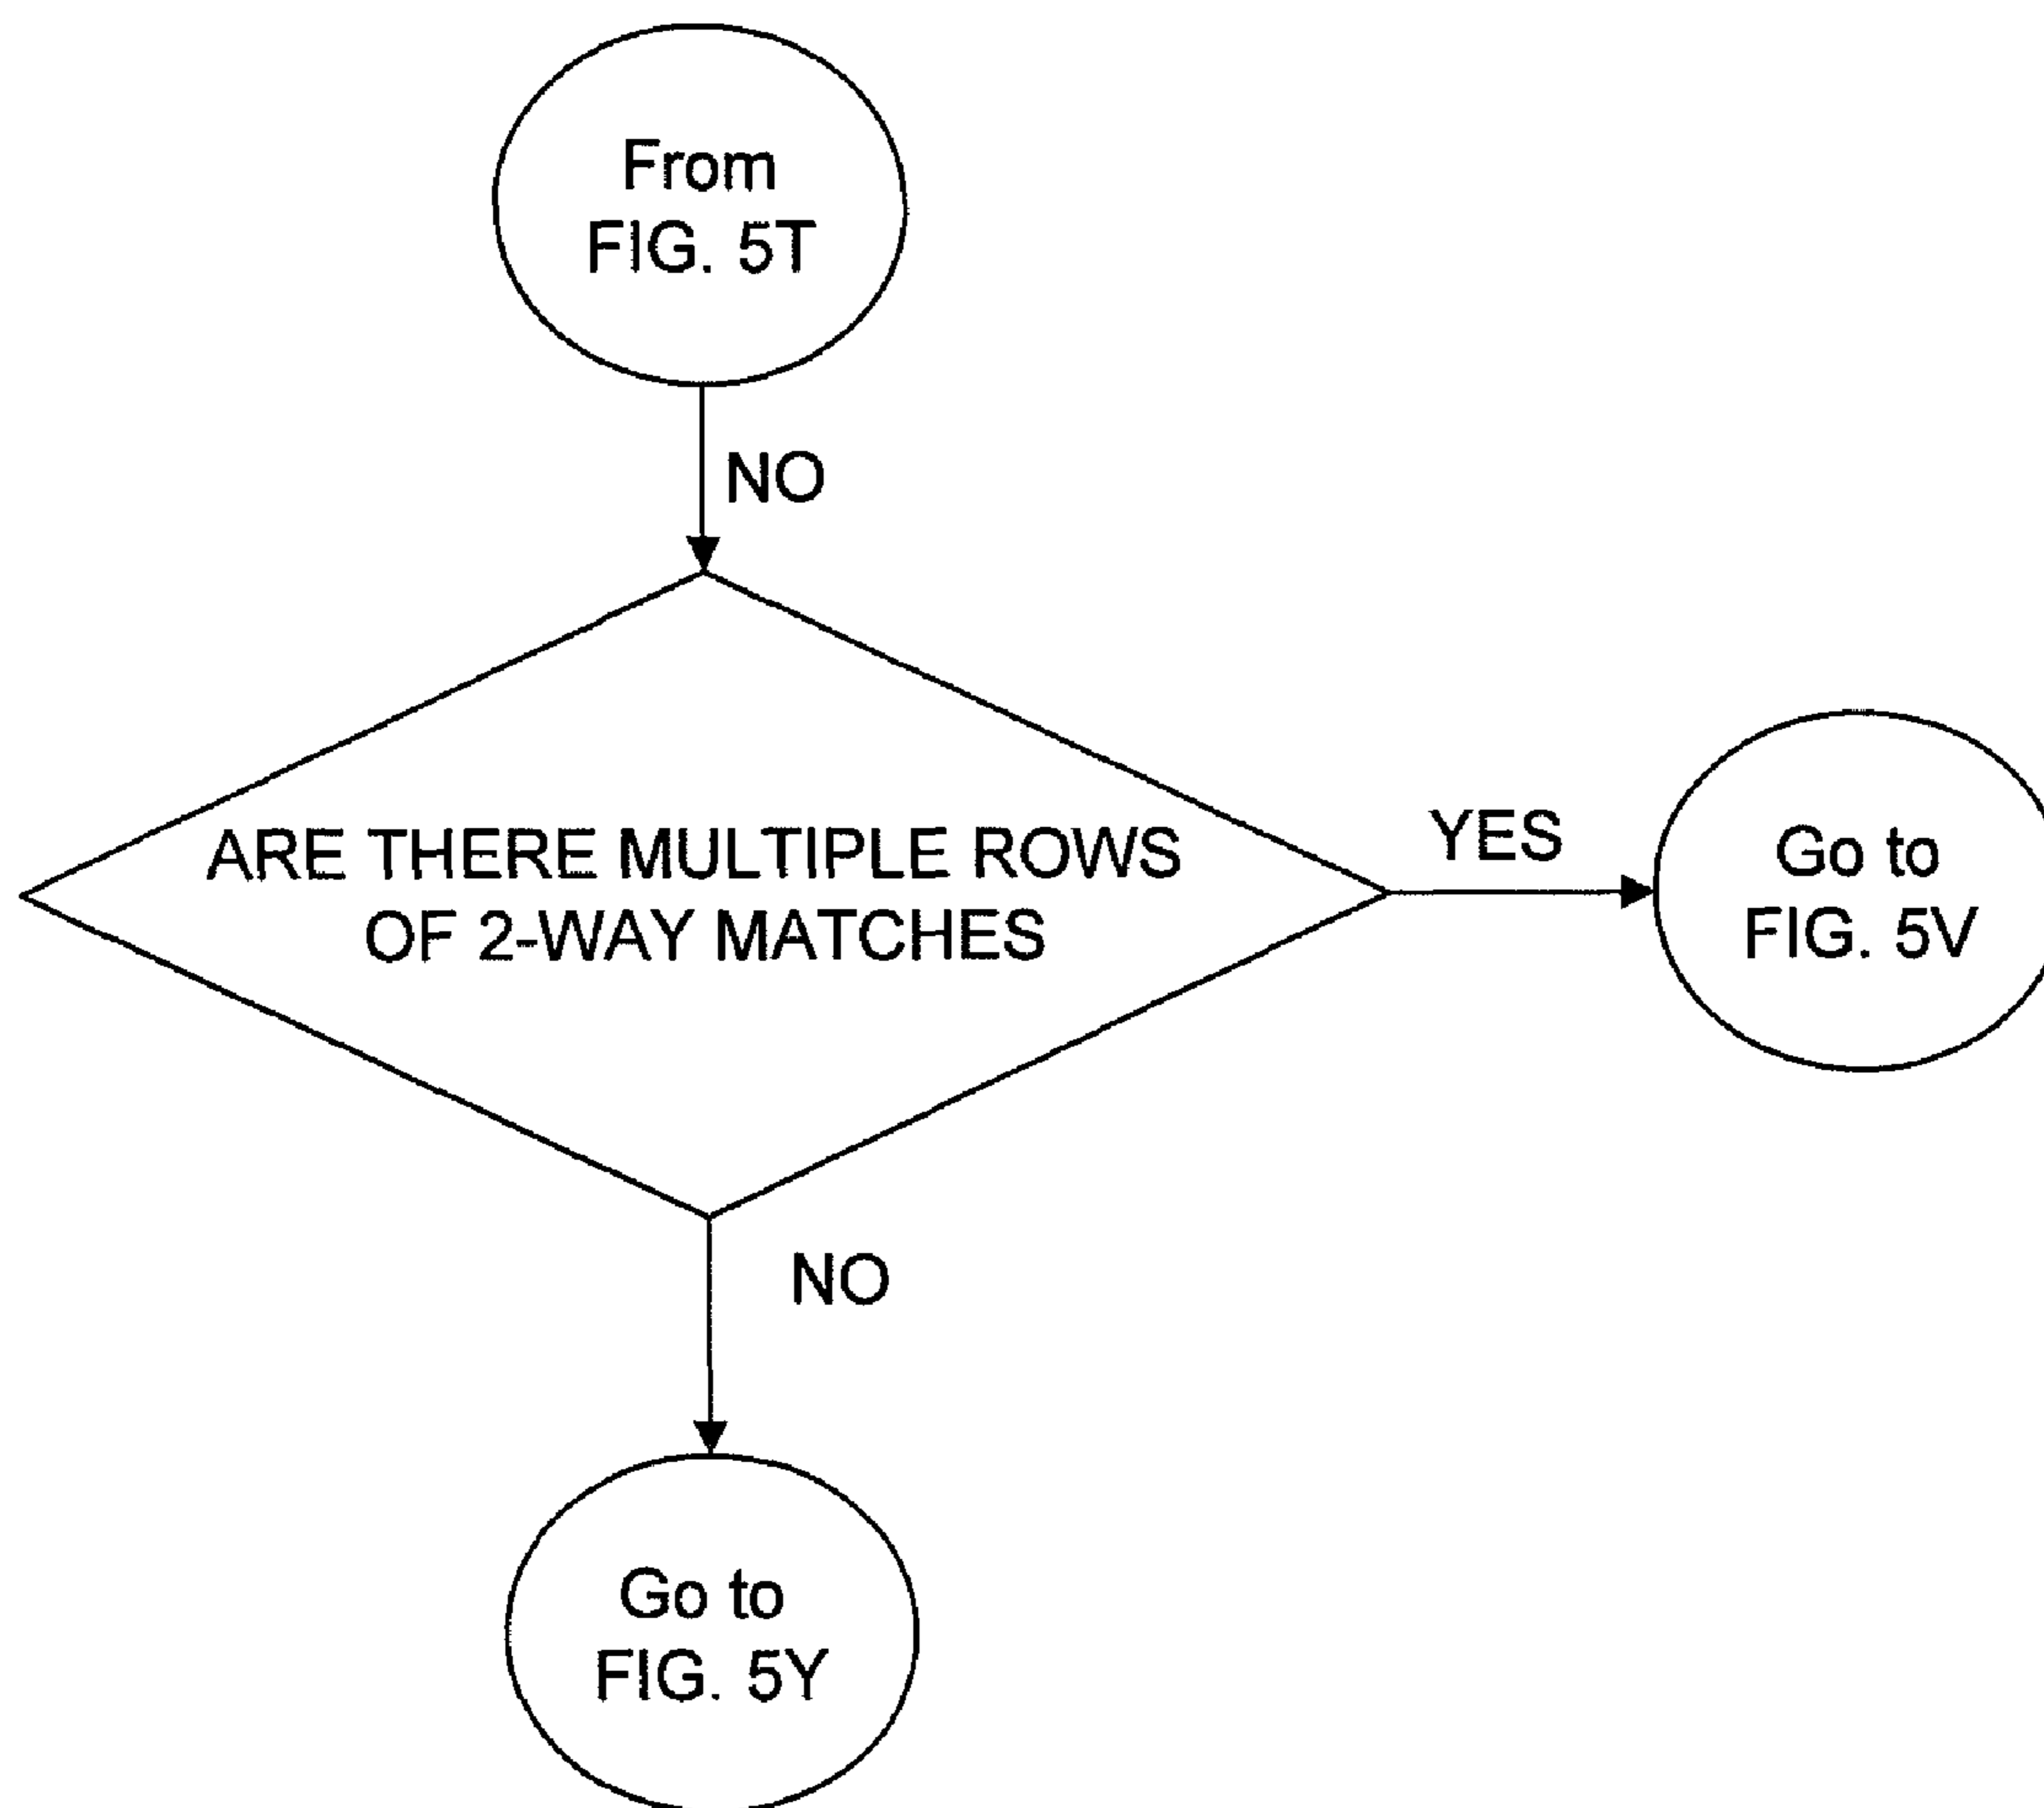 From
FIG. 5T
NO
ARE THERE MULTIPLE ROWS
OF 2-WAY MATCHES
YES
Go to
FIG. 5V
NO
Go to
FIG. 5Y